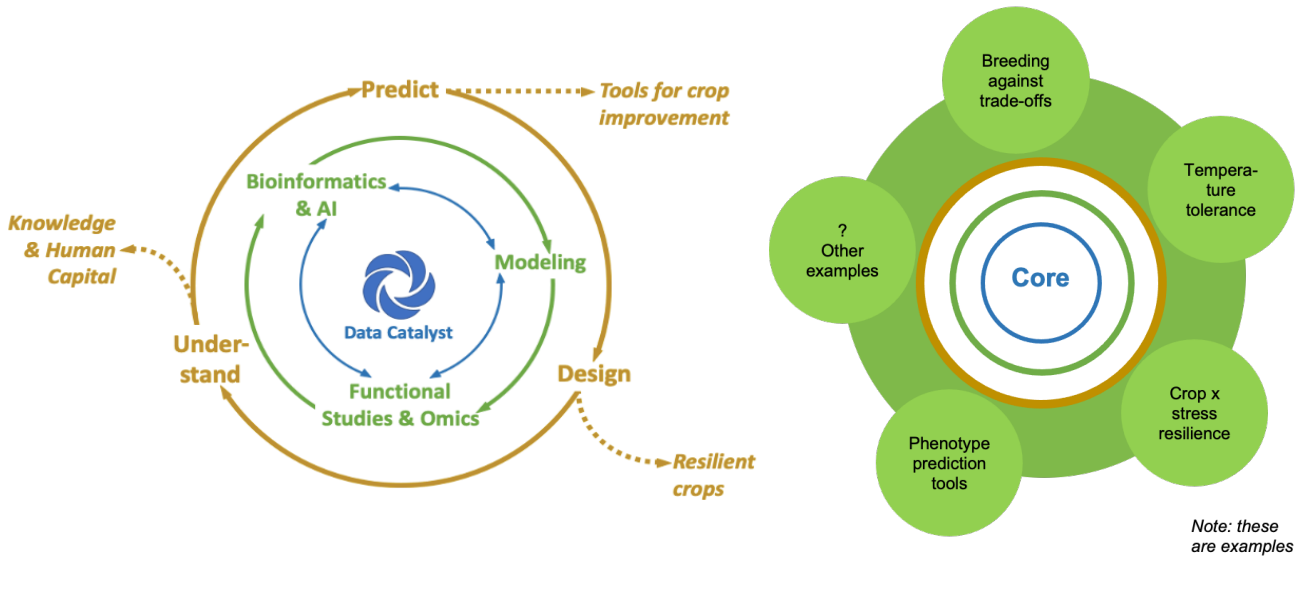 Predict
Tools for crop
improvement
Bioinformatics
& AI
Knowledge
& Human
Capital
Modeling
Data Catalyst
Under-
stand
Design
Functional
Studies & Omics
Resilient
crops
Breeding
against
trade-offs
Tempera-
ture
tolerance
?
Other
examples
Core
Crop x
stress
resilience
Phenotype
prediction
tools
Note: these
are examples